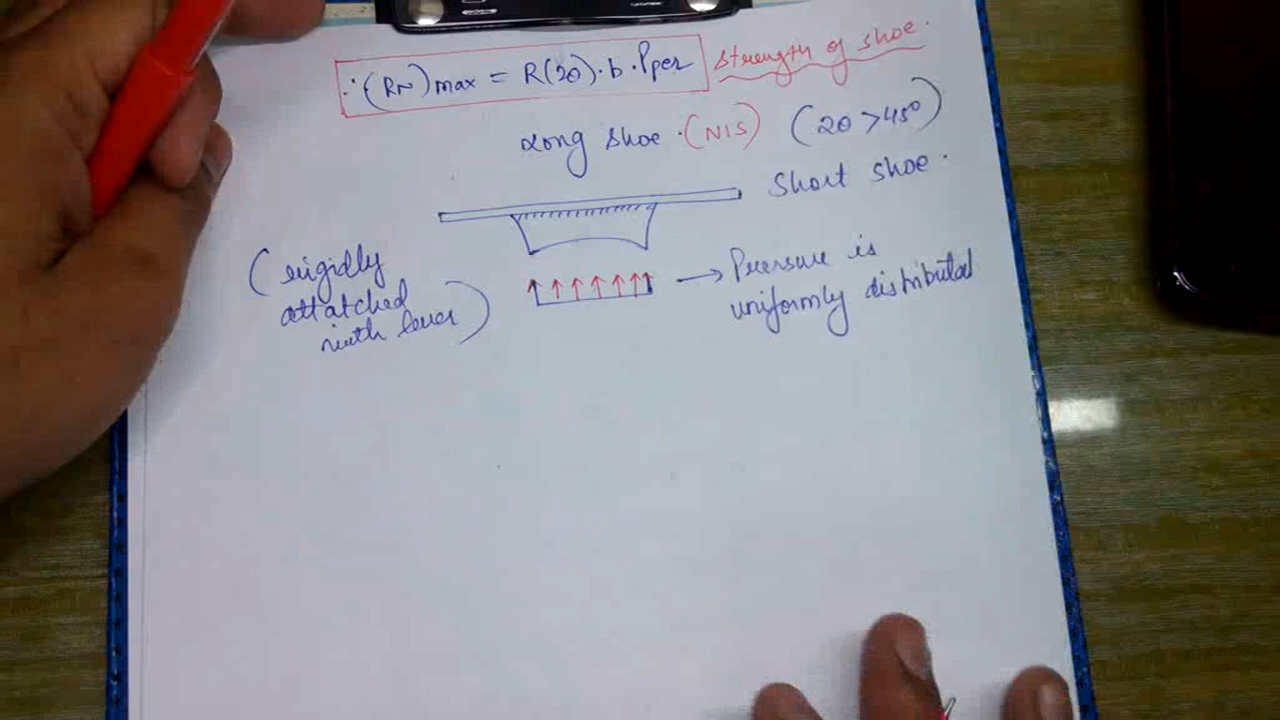 ∴ (RN)max = R(2θ)·b·Pper strength of shoe.
Long shoe. (NIS) (2θ > 45°)
Short shoe.
(rigidly
attatched
with lever)
→ Pressure is
uniformly distributed